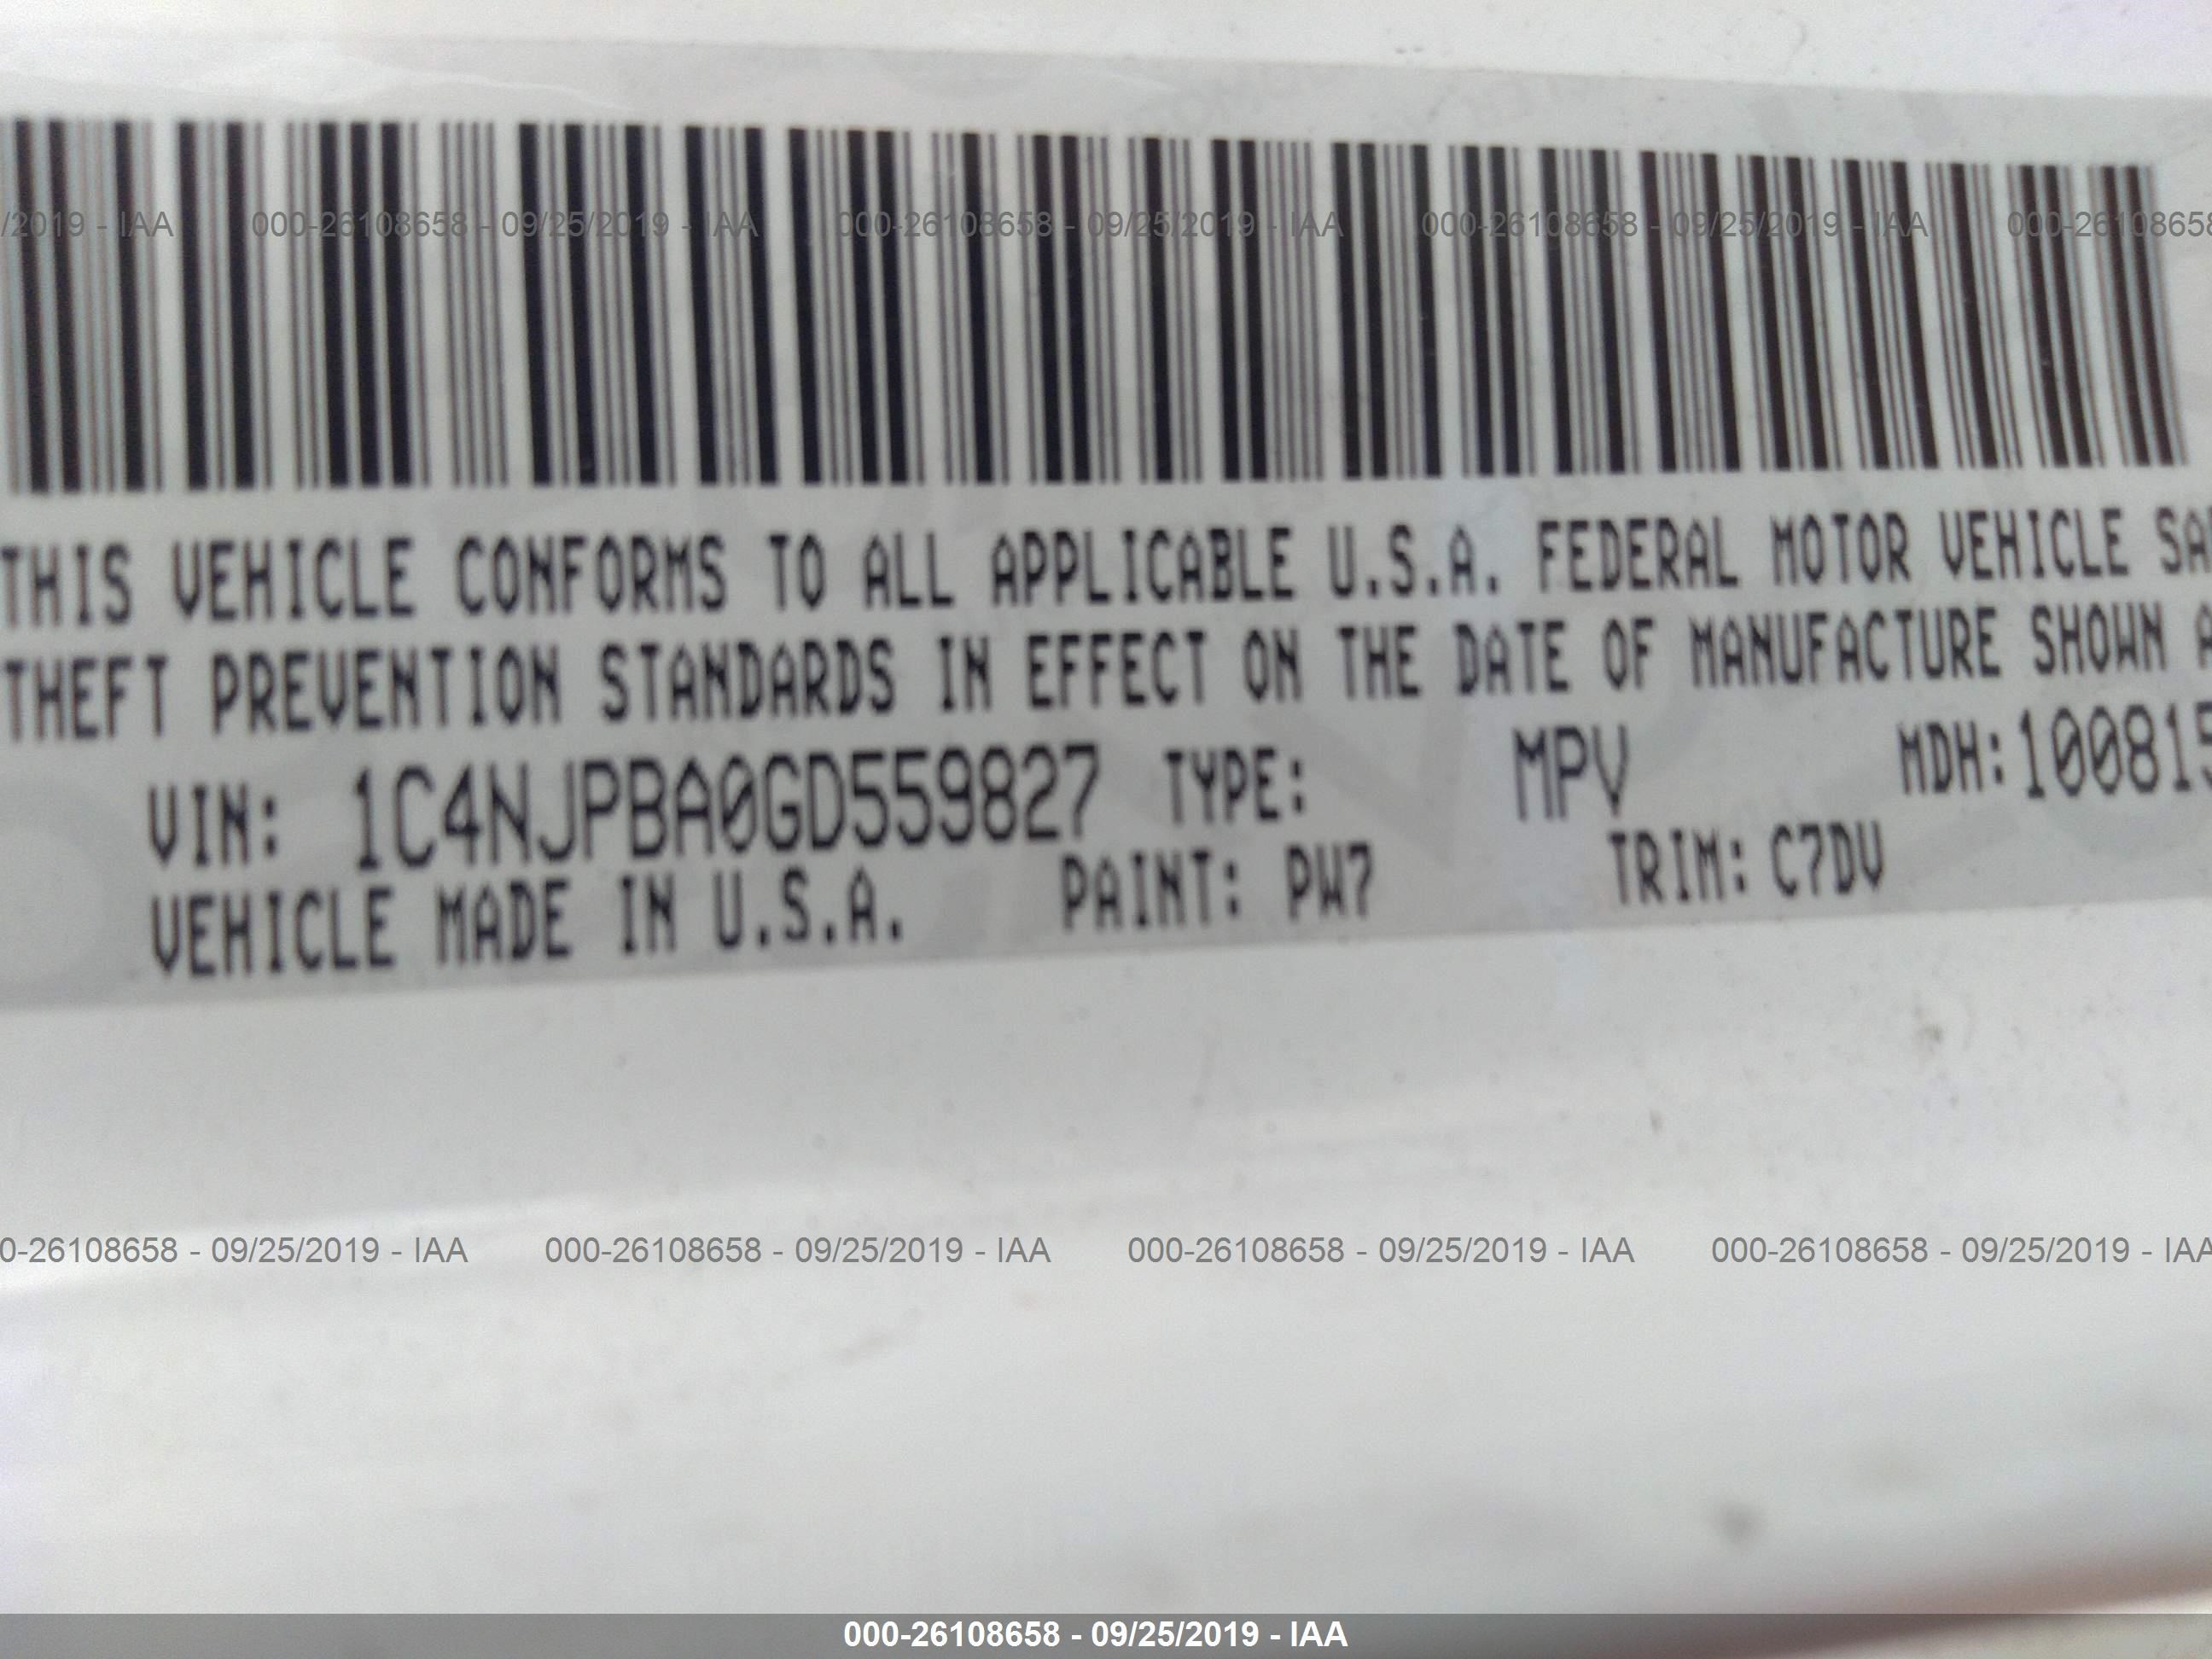 /2019 - IAA 000-26108658 - 09/25/2019 - IAA 000-26108658 - 09/25/2019 - IAA 000-26108658 - 09/25/2019 - IAA 000-26108658
THIS VEHICLE CONFORMS TO ALL APPLICABLE U.S.A. FEDERAL MOTOR VEHICLE SA
THEFT PREVENTION STANDARDS IN EFFECT ON THE DATE OF MANUFACTURE SHOWN A
VIN: 1C4NJPBA0GD559827 TYPE: MPV MDH: 100815
VEHICLE MADE IN U.S.A. PAINT: PW7 TRIM: C7DV
0-26108658 - 09/25/2019 - IAA 000-26108658 - 09/25/2019 - IAA 000-26108658 - 09/25/2019 - IAA 000-26108658 - 09/25/2019 - IAA
000-26108658 - 09/25/2019 - IAA